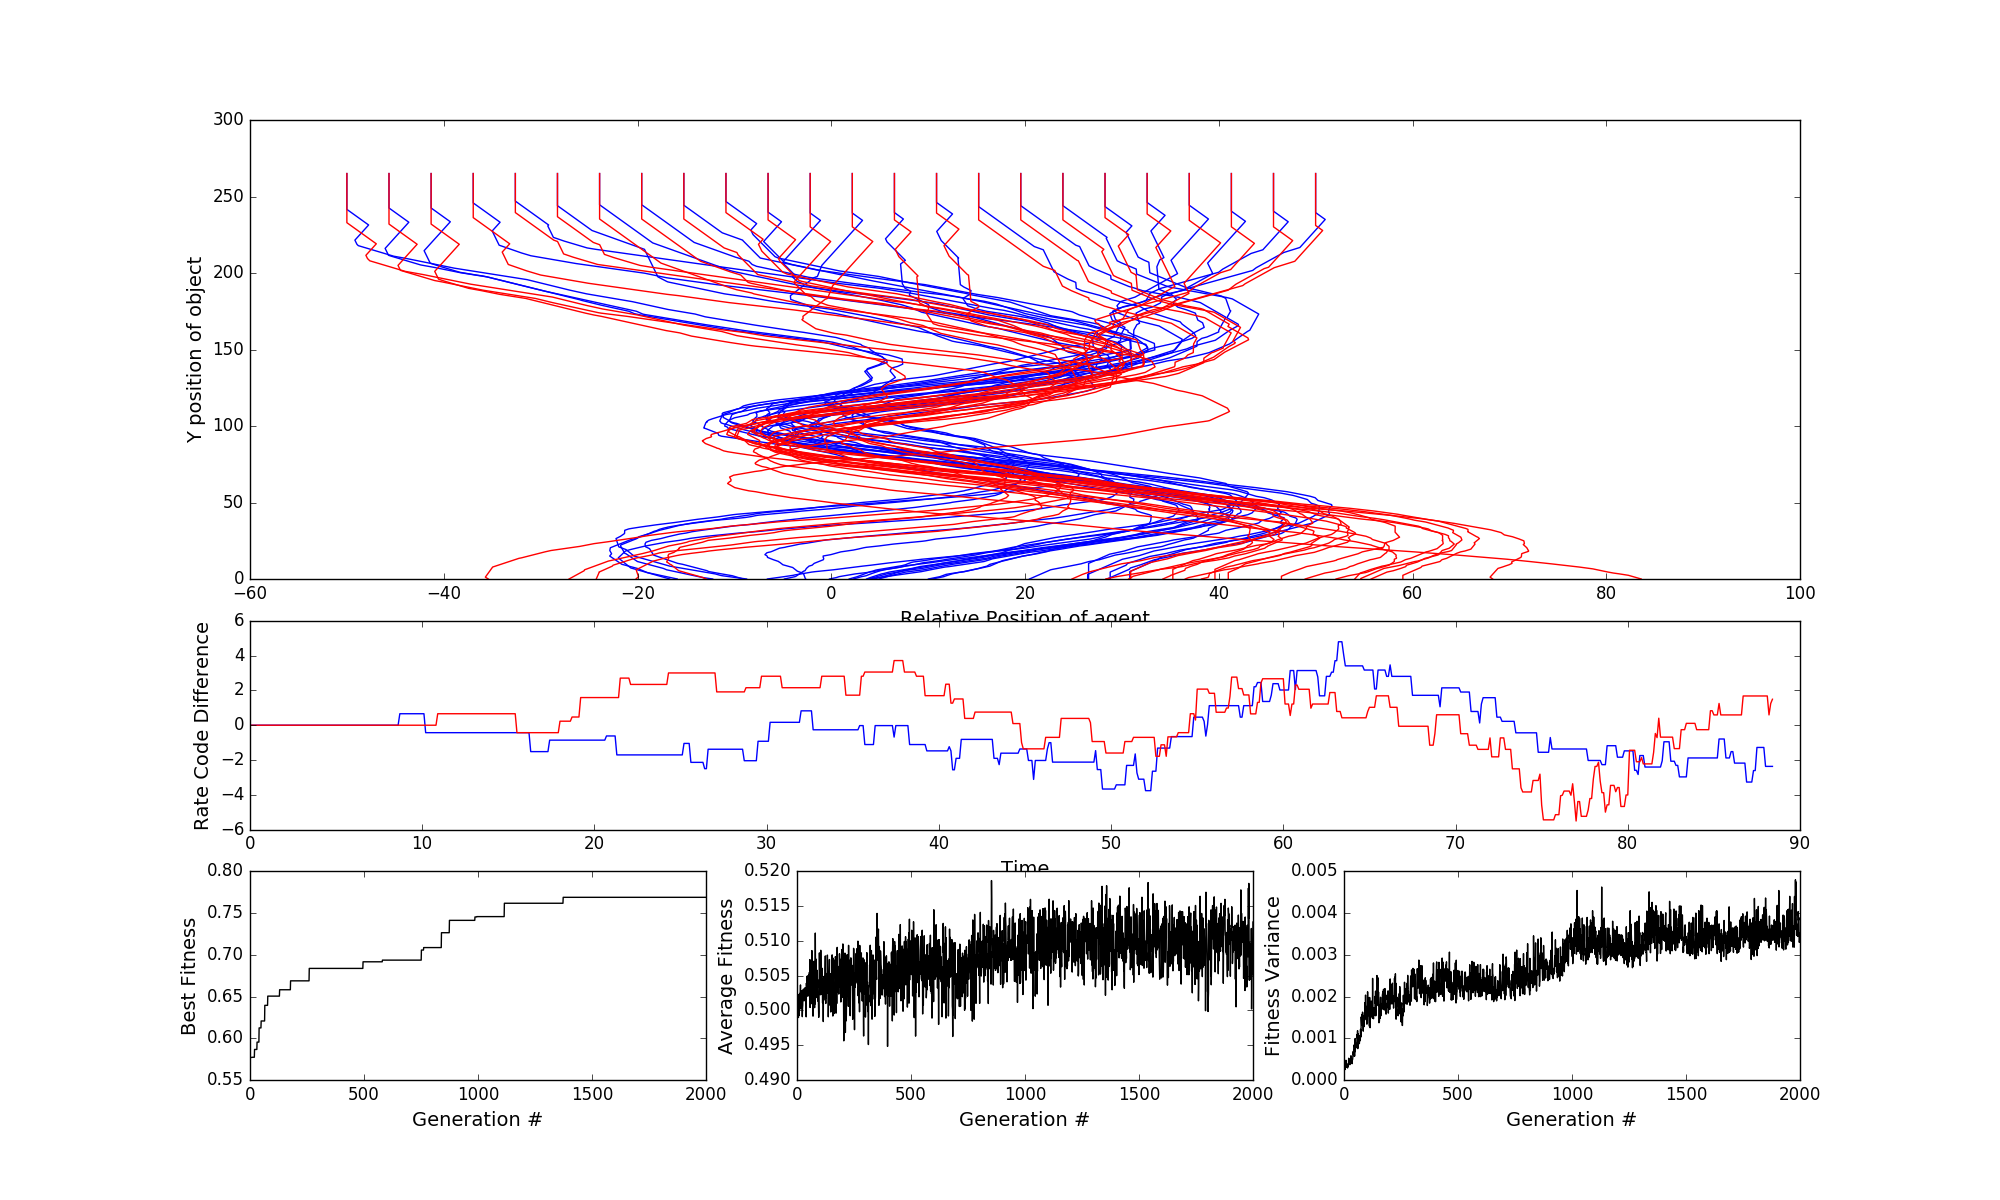 300
250
200
150
100
50
0
Y position of object
−60 −40 −20 0 20 40 60 80 100
Relative Position of agent
6
4
2
0
−2
−4
−6
Rate Code Difference
0 10 20 30 40 50 60 70 80 90
Time
0.80
0.75
0.70
0.65
0.60
0.55
Best Fitness
0 500 1000 1500 2000
Generation #
0.520
0.515
0.510
0.505
0.500
0.495
0.490
Average Fitness
0 500 1000 1500 2000
Generation #
0.005
0.004
0.003
0.002
0.001
0.000
Fitness Variance
0 500 1000 1500 2000
Generation #